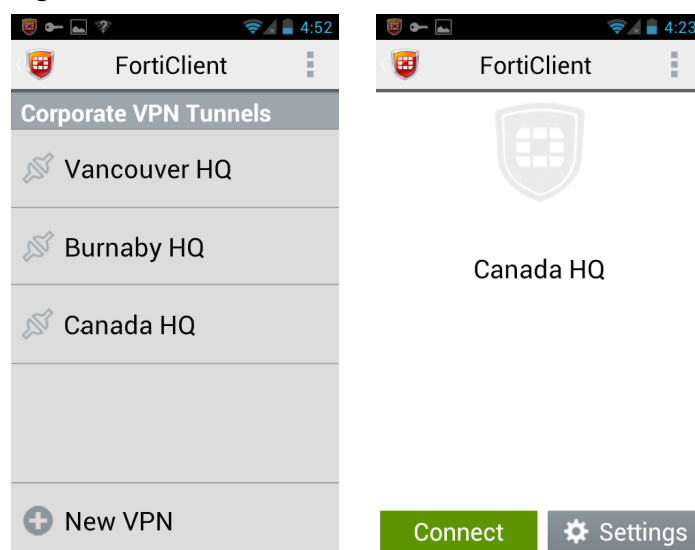 4:52
FortiClient
Corporate VPN Tunnels
Vancouver HQ
Burnaby HQ
Canada HQ
New VPN
4:23
FortiClient
Canada HQ
Connect
Settings